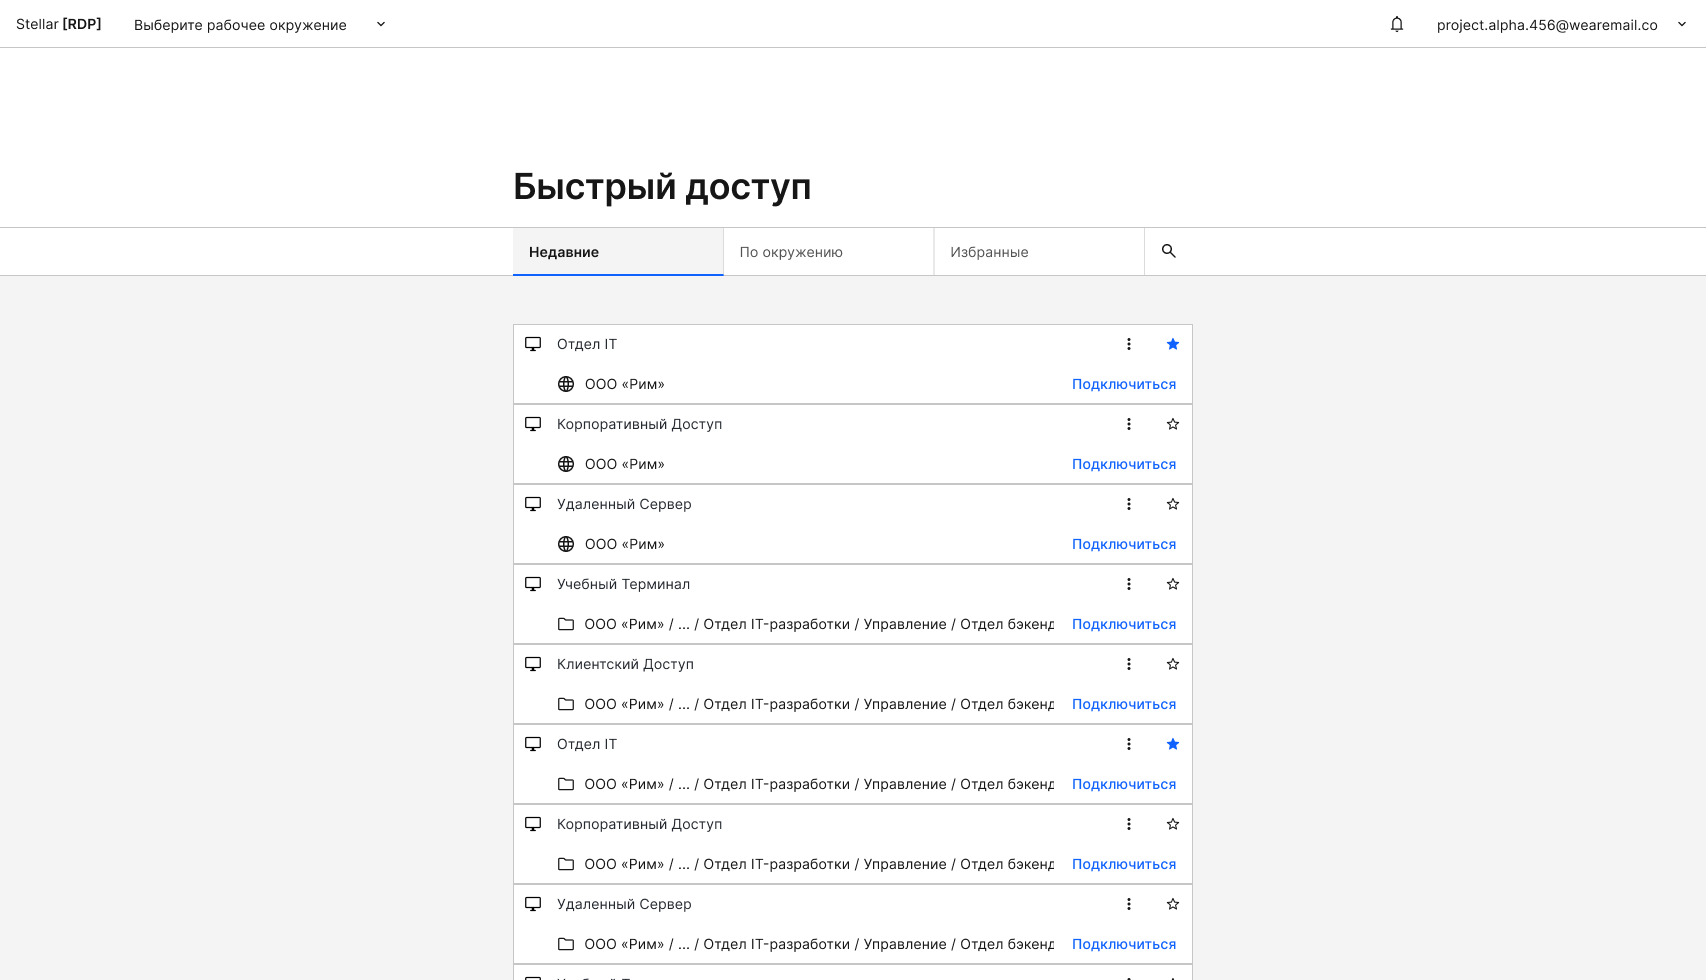 Stellar [RDP] Выберите рабочее окружение project.alpha.456@wearemail.co
Быстрый доступ
Недавние По окружению Избранные
Отдел IT
ООО «Рим» Подключиться
Корпоративный Доступ
ООО «Рим» Подключиться
Удаленный Сервер
ООО «Рим» Подключиться
Учебный Терминал
ООО «Рим» / ... / Отдел IT-разработки / Управление / Отдел бэкенд Подключиться
Клиентский Доступ
ООО «Рим» / ... / Отдел IT-разработки / Управление / Отдел бэкенд Подключиться
Отдел IT
ООО «Рим» / ... / Отдел IT-разработки / Управление / Отдел бэкенд Подключиться
Корпоративный Доступ
ООО «Рим» / ... / Отдел IT-разработки / Управление / Отдел бэкенд Подключиться
Удаленный Сервер
ООО «Рим» / ... / Отдел IT-разработки / Управление / Отдел бэкенд Подключиться